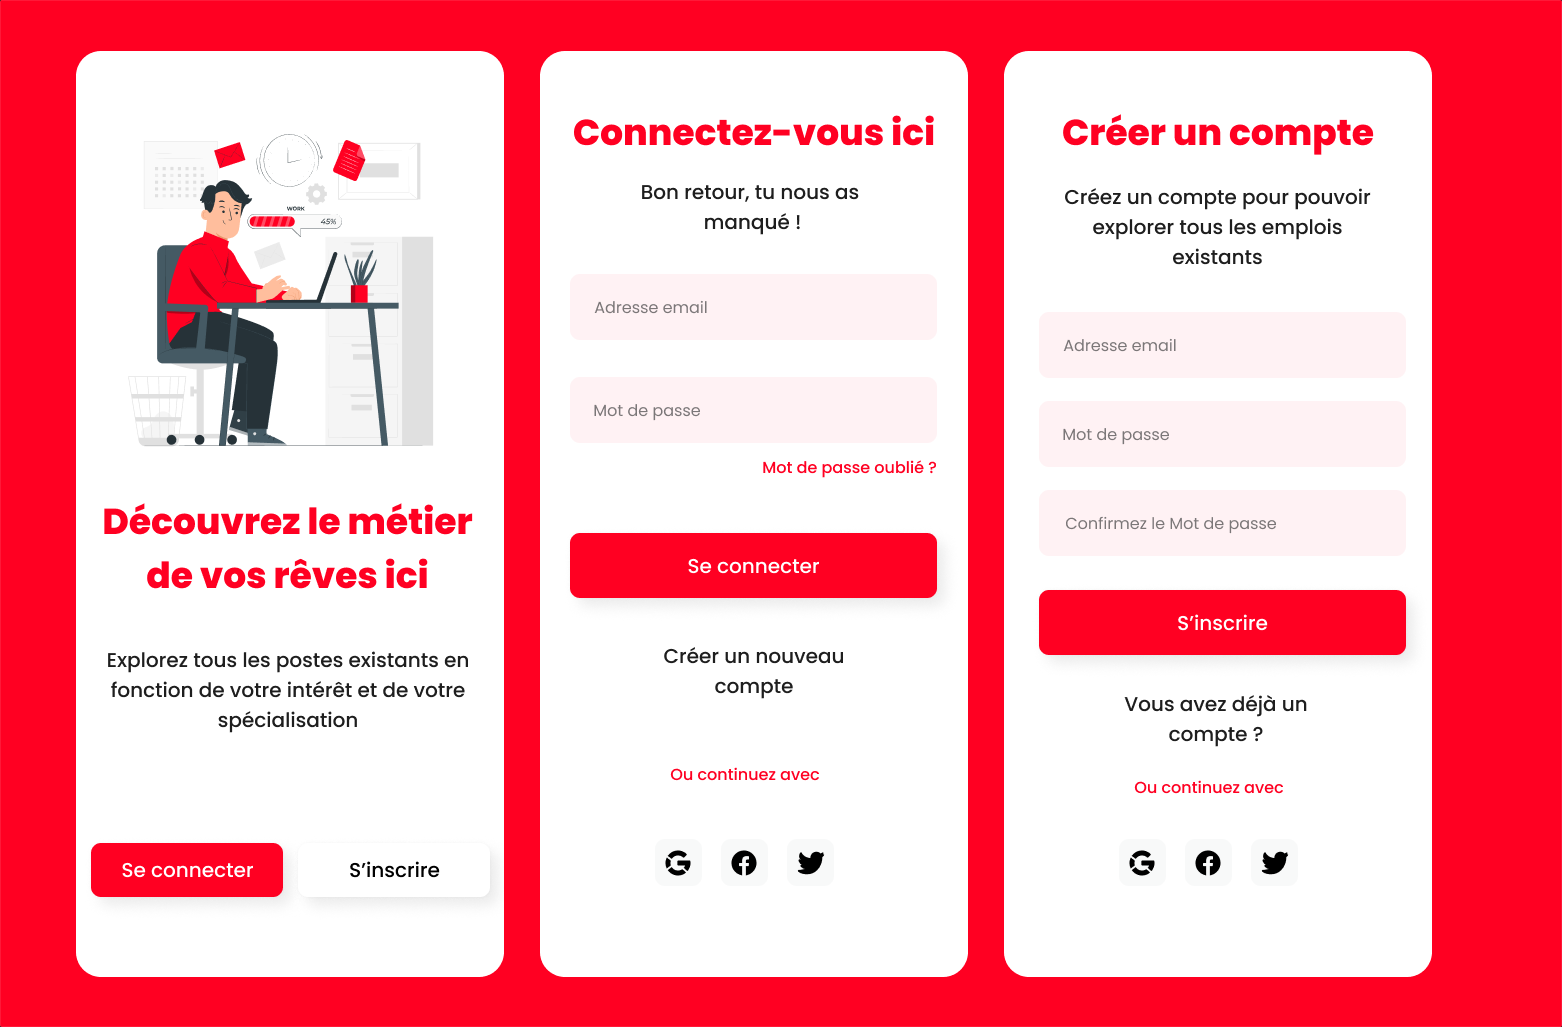 WORK
45%
Découvrez le métier
de vos rêves ici
Explorez tous les postes existants en
fonction de votre intérêt et de votre
spécialisation
Se connecter
S’inscrire
Connectez-vous ici
Bon retour, tu nous as
manqué !
Adresse email
Mot de passe
Mot de passe oublié ?
Se connecter
Créer un nouveau
compte
Ou continuez avec
Créer un compte
Créez un compte pour pouvoir
explorer tous les emplois
existants
Adresse email
Mot de passe
Confirmez le Mot de passe
S’inscrire
Vous avez déjà un
compte ?
Ou continuez avec